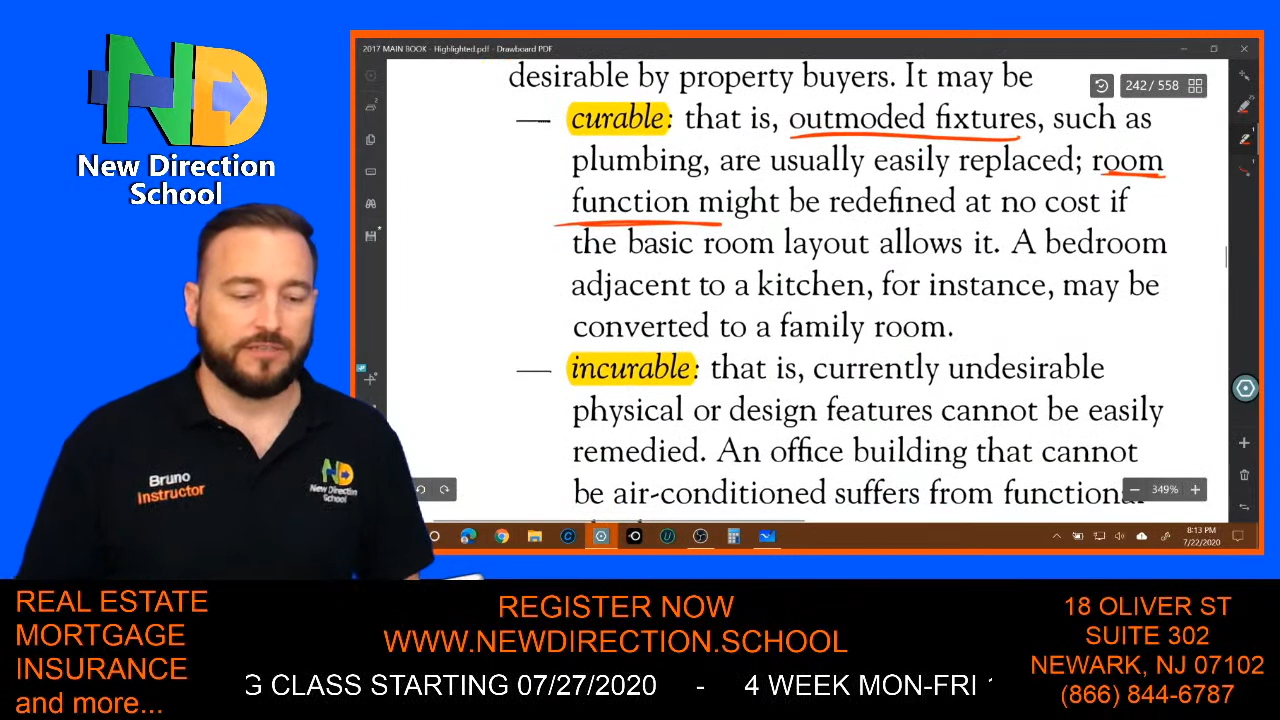 ND
New Direction
School
Bruno
Instructor
ND
New Direction
School
2017 MAIN BOOK - Highlighted.pdf - Drawboard PDF
242 / 558
desirable by property buyers. It may be
— curable: that is, outmoded fixtures, such as
plumbing, are usually easily replaced; room
function might be redefined at no cost if
the basic room layout allows it. A bedroom
adjacent to a kitchen, for instance, may be
converted to a family room.
— incurable: that is, currently undesirable
physical or design features cannot be easily
remedied. An office building that cannot
be air-conditioned suffers from functional
349%
8:13 PM
7/22/2020
REAL ESTATE
MORTGAGE
INSURANCE
and more...
REGISTER NOW
WWW.NEWDIRECTION.SCHOOL
G CLASS STARTING 07/27/2020 - 4 WEEK MON-FRI
18 OLIVER ST
SUITE 302
NEWARK, NJ 07102
(866) 844-6787